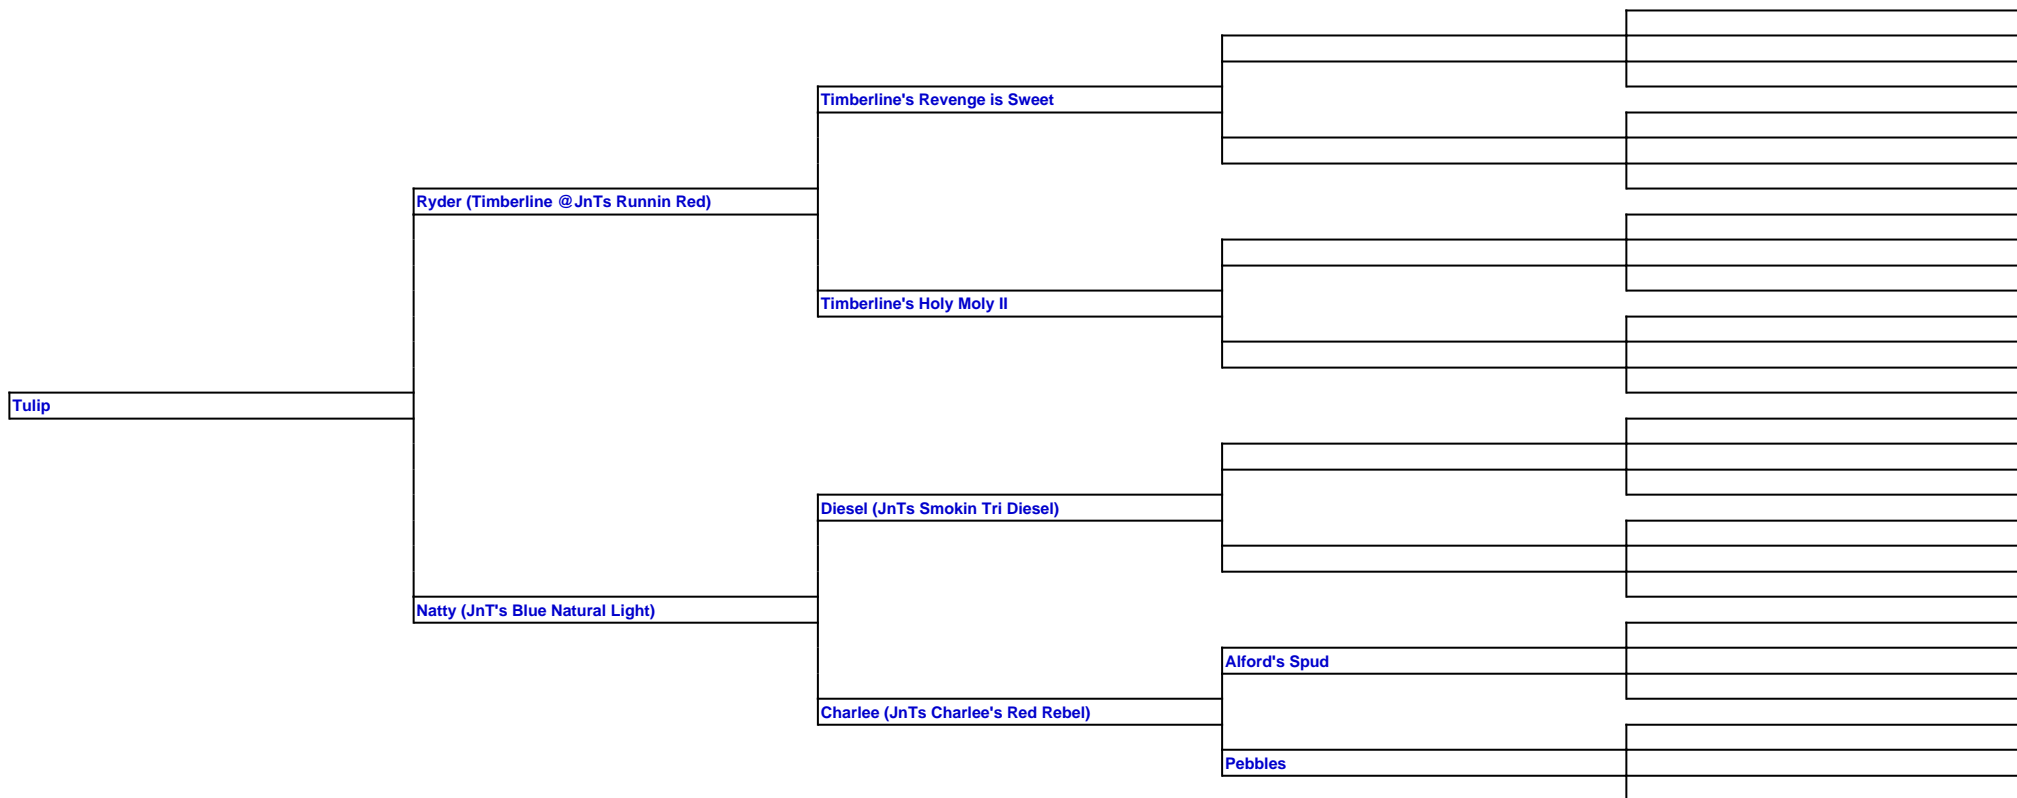 Timberline's Revenge is Sweet
Ryder (Timberline @JnTs Runnin Red)
Timberline's Holy Moly II
Tulip
Diesel (JnTs Smokin Tri Diesel)
Natty (JnT's Blue Natural Light)
Alford's Spud
Charlee (JnTs Charlee's Red Rebel)
Pebbles